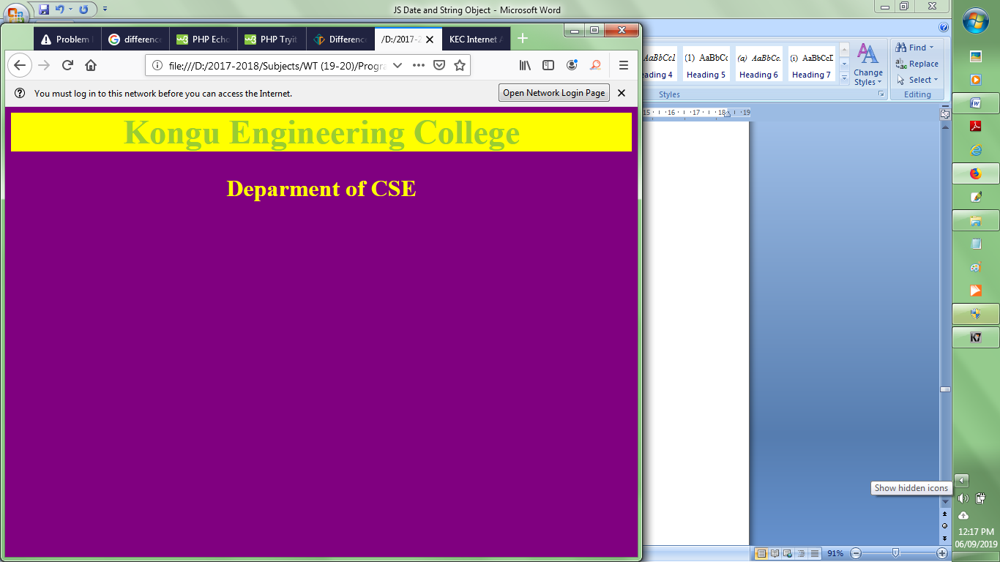 JS Date and String Object - Microsoft Word
Problem
difference
PHP Echo
PHP Tryit
Difference
/D:/2017-2
KEC Internet A
file:///D:/2017-2018/Subjects/WT (19-20)/Progra
You must log in to this network before you can access the Internet.
Open Network Login Page
Kongu Engineering College
Deparment of CSE
AaBbCc1
(1) AaBbCc
(a) AaBbCc.
(i) AaBbCcD
eading 4
Heading 5
Heading 6
Heading 7
Change
Styles
Find
Replace
Select
Styles
Editing
15 16 17 18 19
K7
Show hidden icons
91%
12:17 PM
06/09/2019